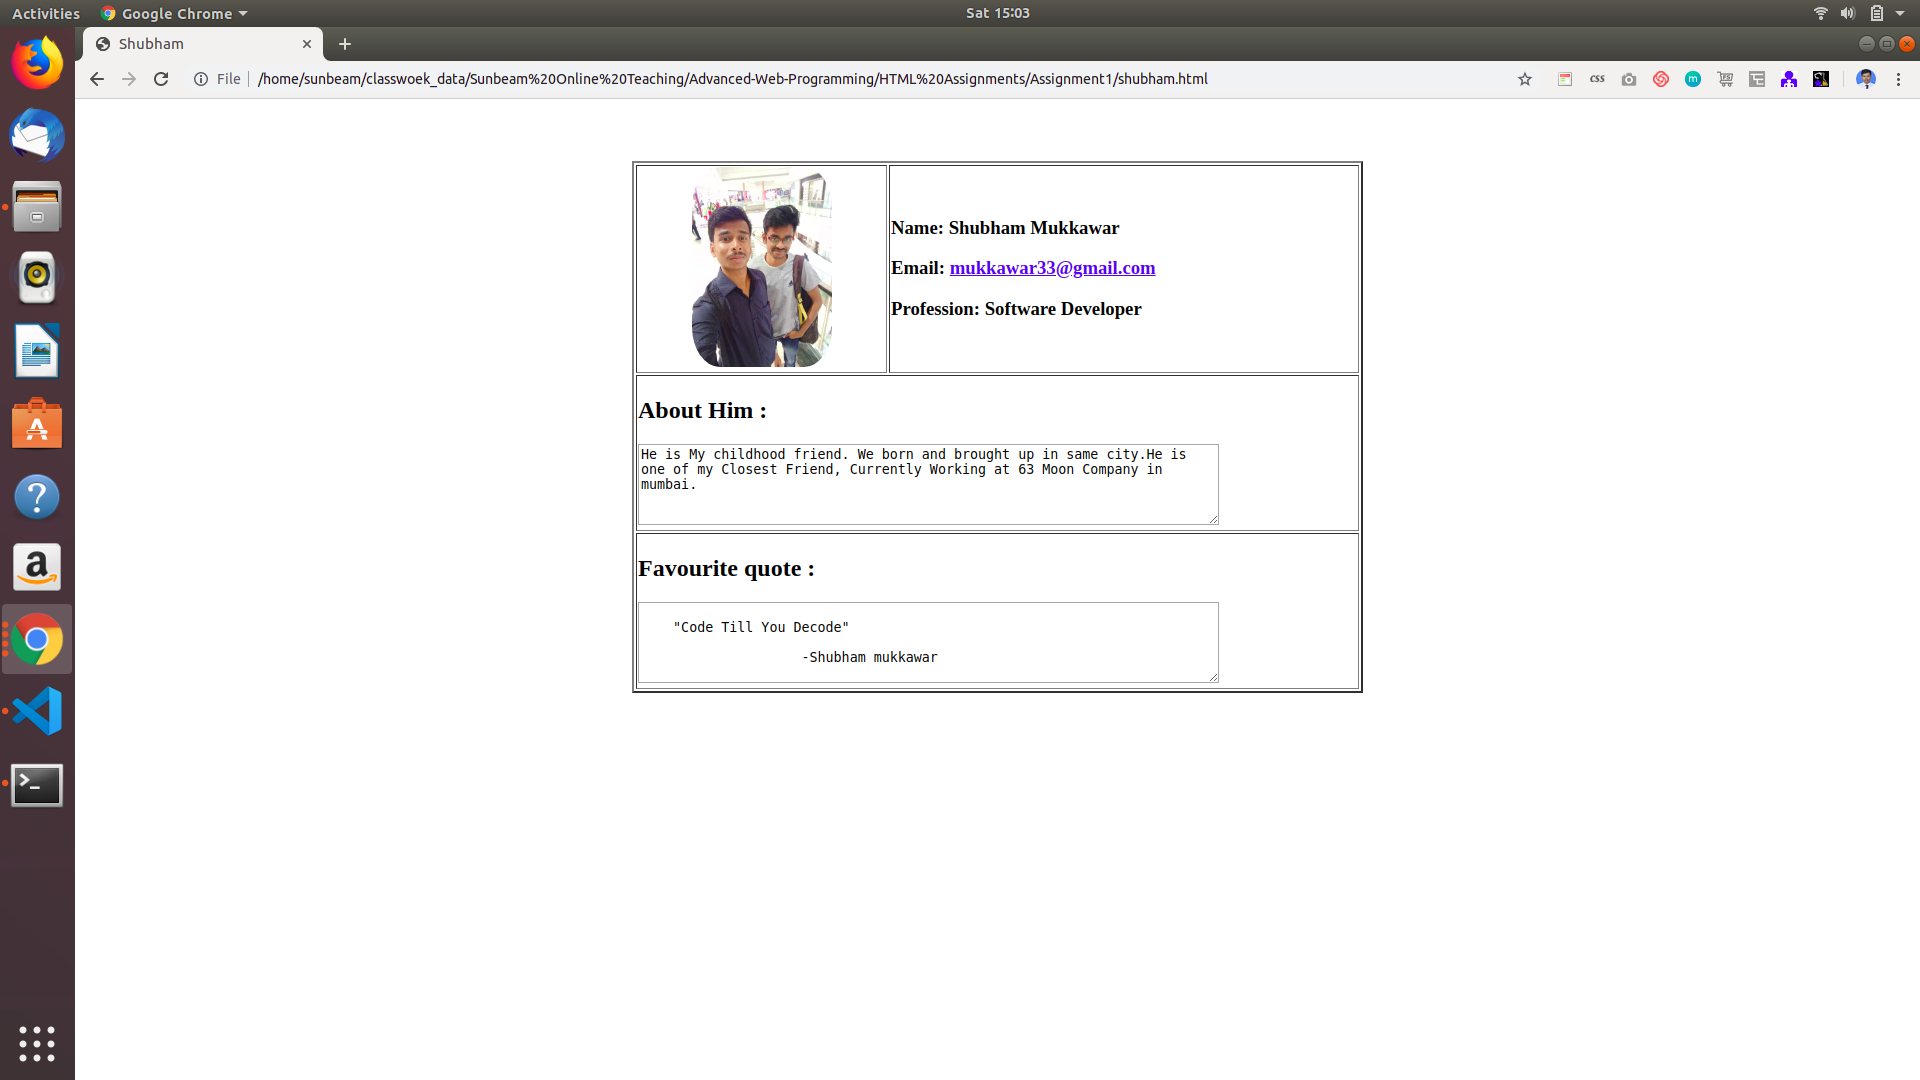 Activities Google Chrome Sat 15:03
Shubham
File /home/sunbeam/classwoek_data/Sunbeam%20Online%20Teaching/Advanced-Web-Programming/HTML%20Assignments/Assignment1/shubham.html css m
Name: Shubham Mukkawar
Email: mukkawar33@gmail.com
Profession: Software Developer
About Him :
He is My childhood friend. We born and brought up in same city.He is
one of my Closest Friend, Currently Working at 63 Moon Company in
mumbai.
Favourite quote :
"Code Till You Decode"
-Shubham mukkawar